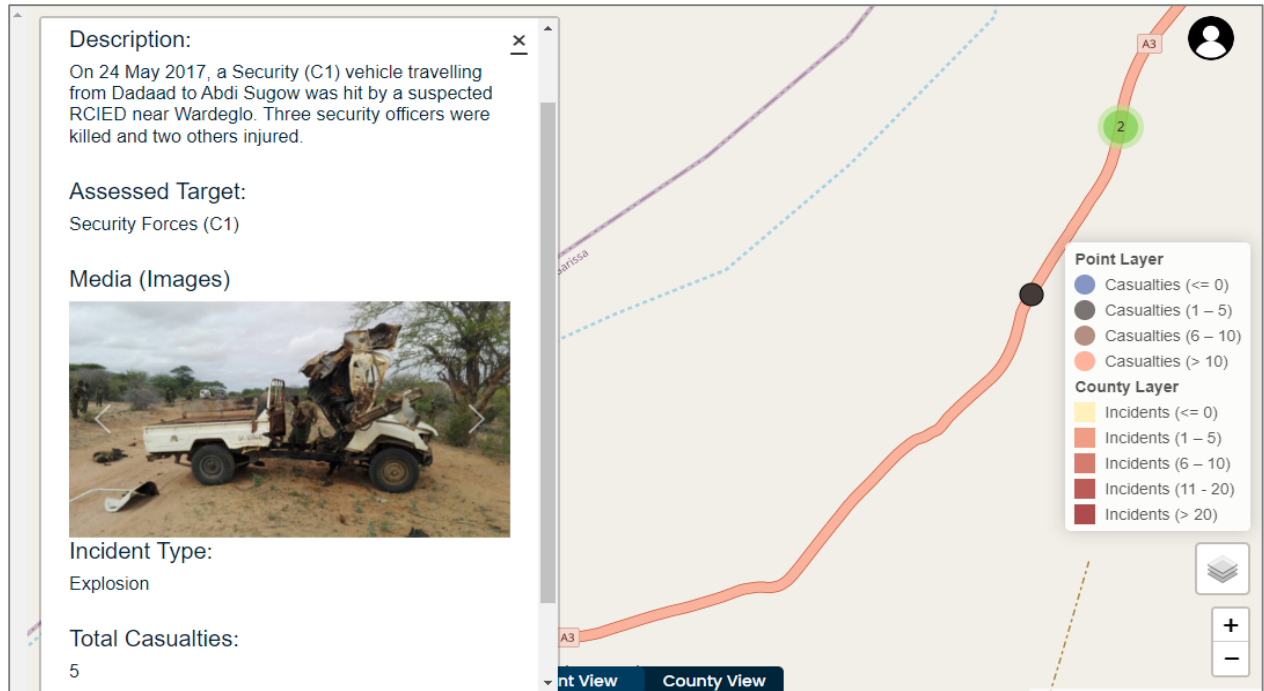 Description:
×
On 24 May 2017, a Security (C1) vehicle travelling
from Dadaad to Abdi Sugow was hit by a suspected
RCIED near Wardeglo. Three security officers were
killed and two others injured.
Assessed Target:
Security Forces (C1)
Media (Images)
Incident Type:
Explosion
Total Casualties:
5
A3
2
arissa
Point Layer
Casualties (<= 0)
Casualties (1 – 5)
Casualties (6 – 10)
Casualties (> 10)
County Layer
Incidents (<= 0)
Incidents (1 – 5)
Incidents (6 – 10)
Incidents (11 - 20)
Incidents (> 20)
A3
+
−
nt View
County View